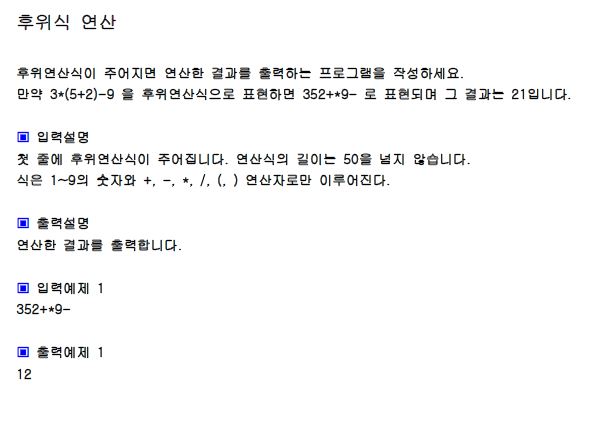 후위식 연산
후위연산식이 주어지면 연산한 결과를 출력하는 프로그램을 작성하세요.
만약 3*(5+2)-9 을 후위연산식으로 표현하면 352+*9- 로 표현되며 그 결과는 21입니다.
▣ 입력설명
첫 줄에 후위연산식이 주어집니다. 연산식의 길이는 50을 넘지 않습니다.
식은 1~9의 숫자와 +, -, *, /, (, ) 연산자로만 이루어진다.
▣ 출력설명
연산한 결과를 출력합니다.
▣ 입력예제 1
352+*9-
▣ 출력예제 1
12